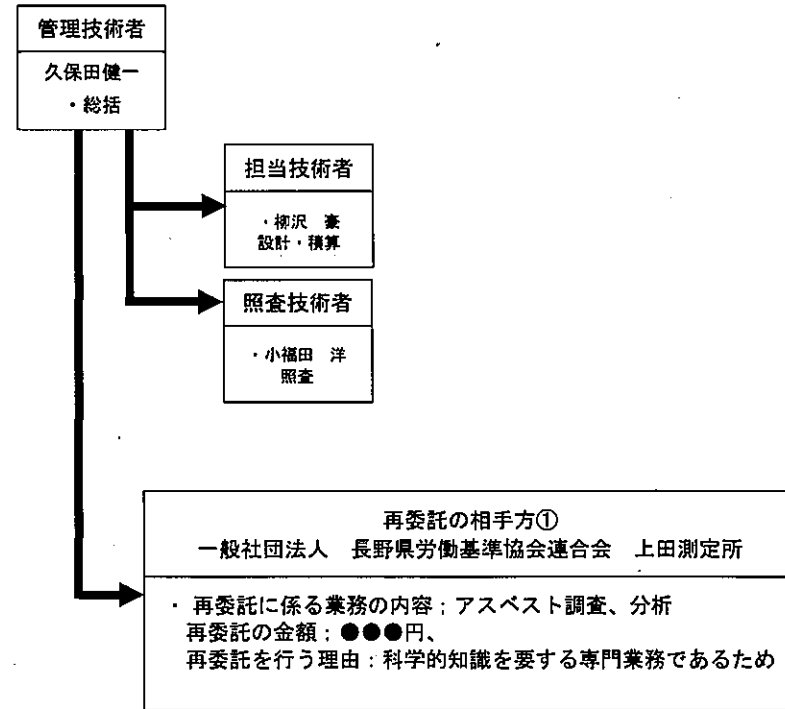 管理技術者
久保田健一
・総括
担当技術者
・柳沢　豪
設計・積算
照査技術者
・小福田　洋
照査
再委託の相手方①
一般社団法人　長野県労働基準協会連合会　上田測定所
・ 再委託に係る業務の内容；アスベスト調査、分析
再委託の金額；●●●円、
再委託を行う理由：科学的知識を要する専門業務であるため